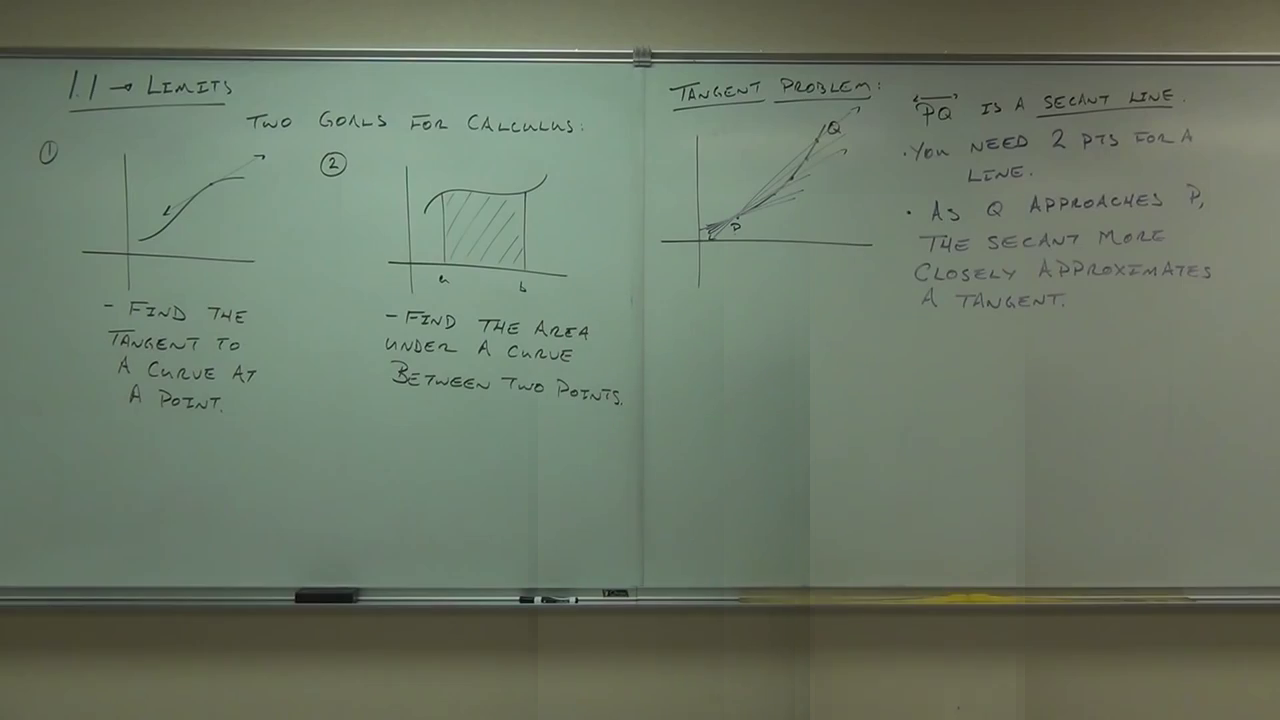 1.1 → LIMITS
TWO GOALS FOR CALCULUS:
①
②
a
b
- FIND THE
TANGENT TO
A CURVE AT
A POINT.
- FIND THE AREA
UNDER A CURVE
BETWEEN TWO POINTS.
TANGENT PROBLEM:
Q
P
PQ IS A SECANT LINE.
• YOU NEED 2 PTS FOR A
LINE.
• AS Q APPROACHES P,
THE SECANT MORE
CLOSELY APPROXIMATES
A TANGENT.